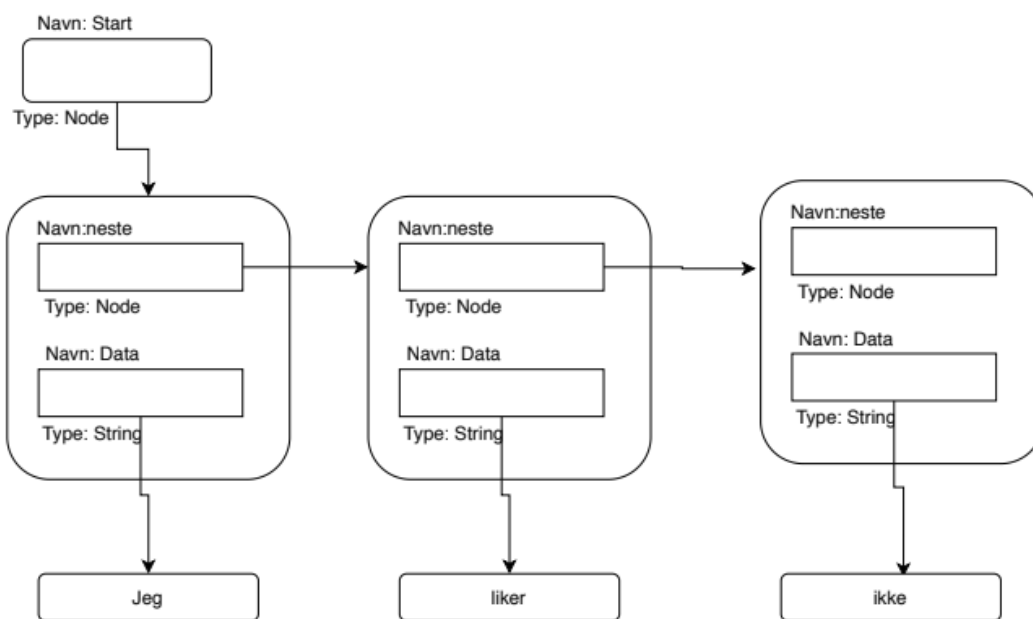 Navn: Start
Type: Node
Navn:neste
Type: Node
Navn: Data
Type: String
Navn:neste
Type: Node
Navn: Data
Type: String
Navn:neste
Type: Node
Navn: Data
Type: String
Jeg
liker
ikke